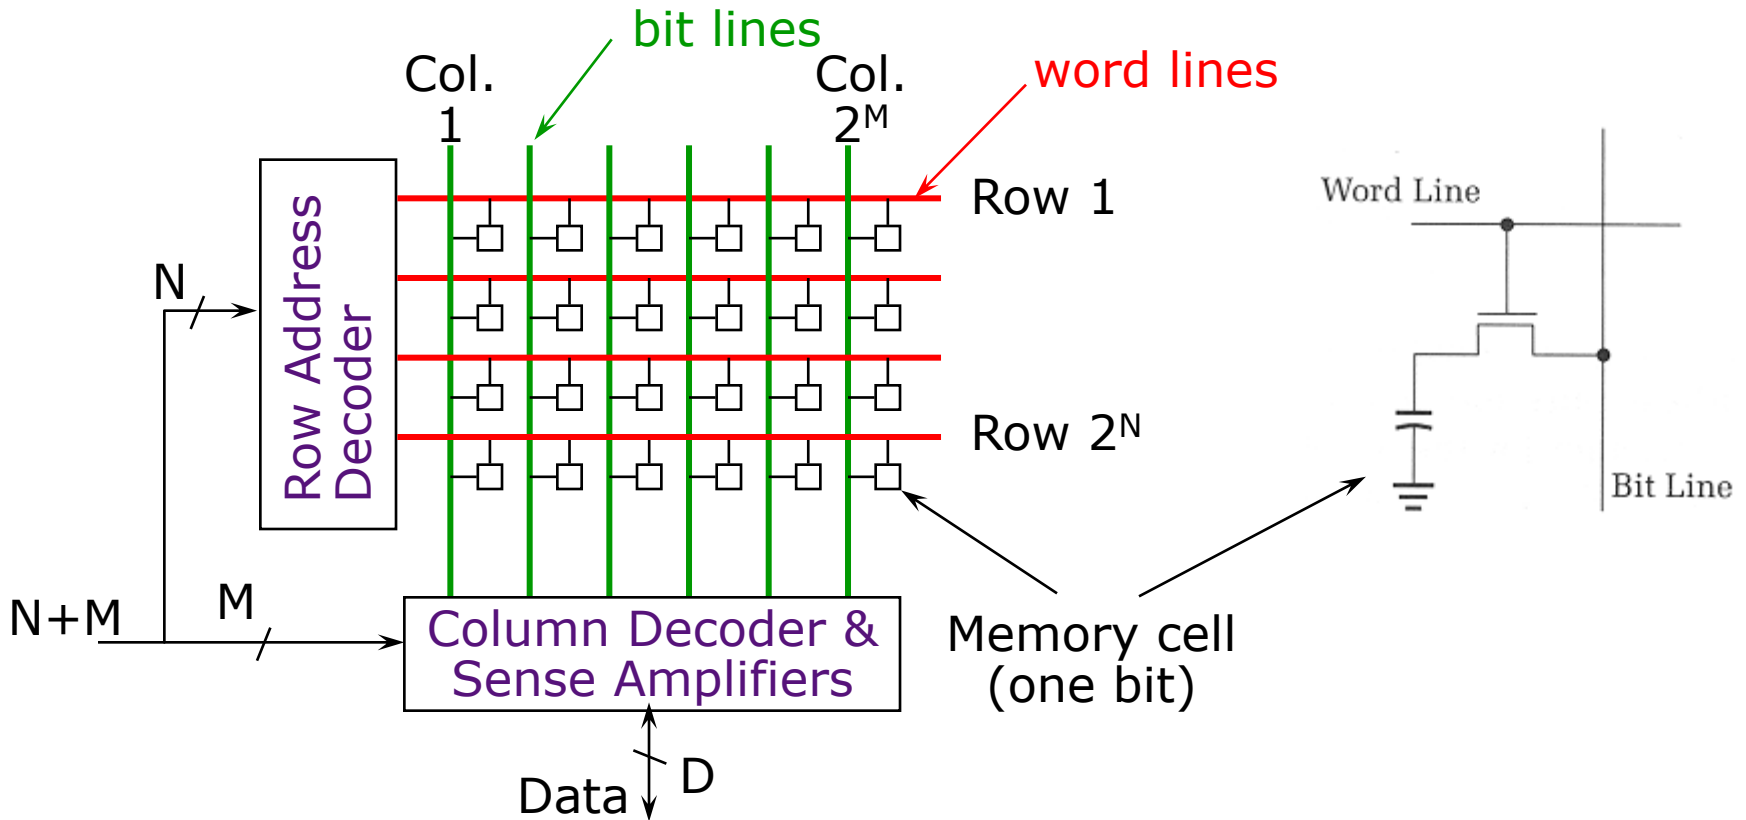 bit lines
Col.
1
Col.
2ᴹ
word lines
Row 1
Word Line
N
Row Address
Decoder
Row 2ᴺ
Bit Line
N+M
M
Column Decoder &
Sense Amplifiers
Memory cell
(one bit)
D
Data